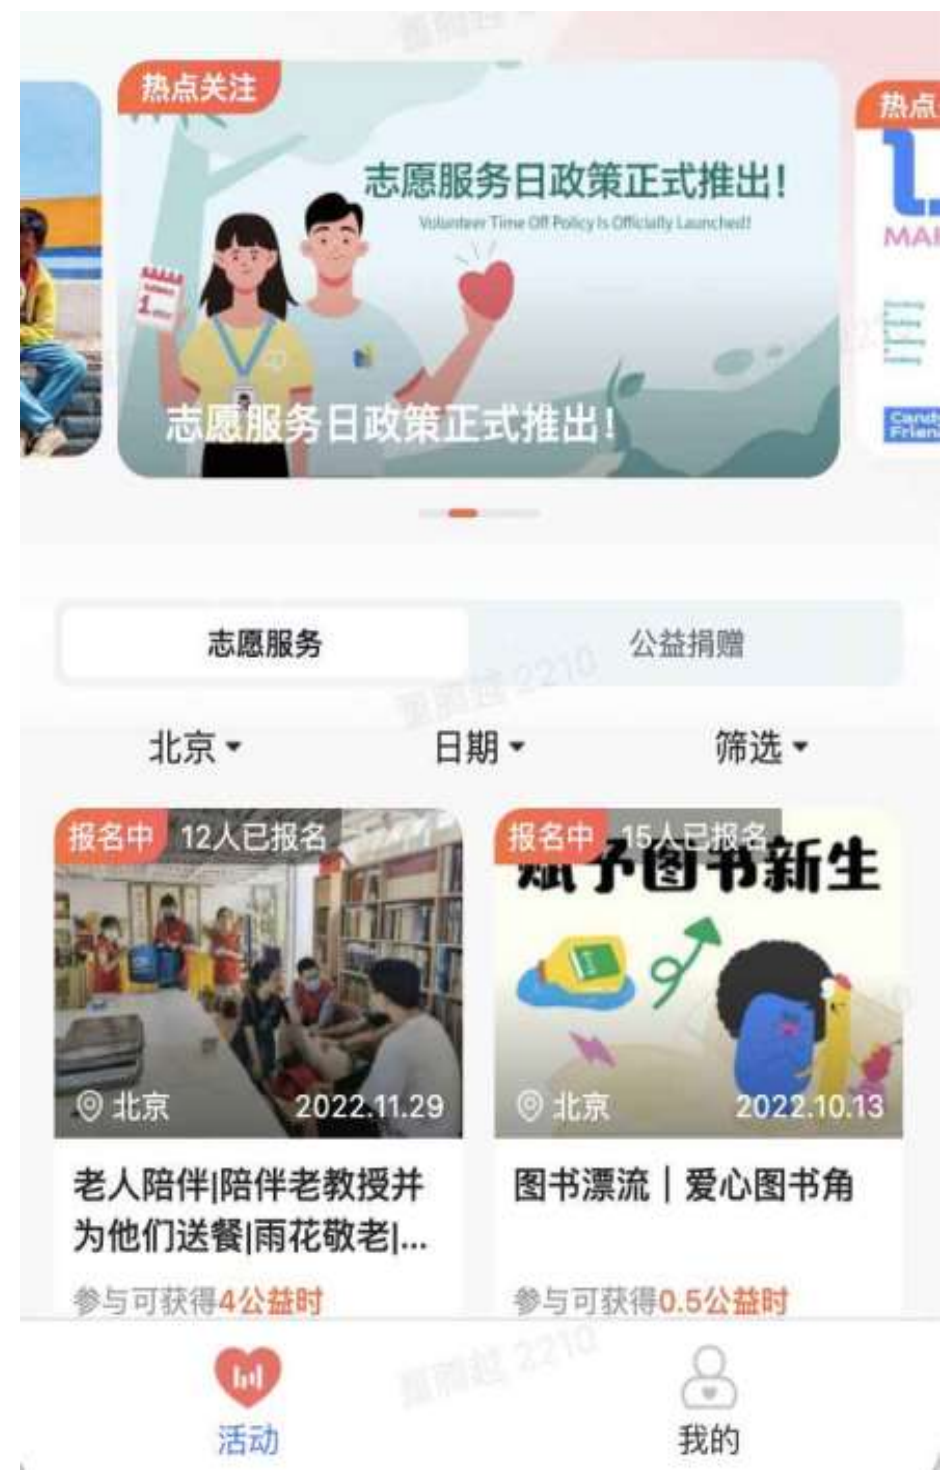 热点关注
热点
志愿服务日政策正式推出！
Volunteer Time Off Policy Is Officially Launched!
MAK
1
志愿服务日政策正式推出！
Candy
Friend
志愿服务
公益捐赠
2210
北京
日期
筛选
报名中 12人已报名
报名中 15人已报名
赋予图书新生
北京 2022.11.29
北京 2022.10.13
老人陪伴|陪伴老教授并
为他们送餐|雨花敬老|...
图书漂流｜爱心图书角
参与可获得4公益时
参与可获得0.5公益时
2210
活动
我的